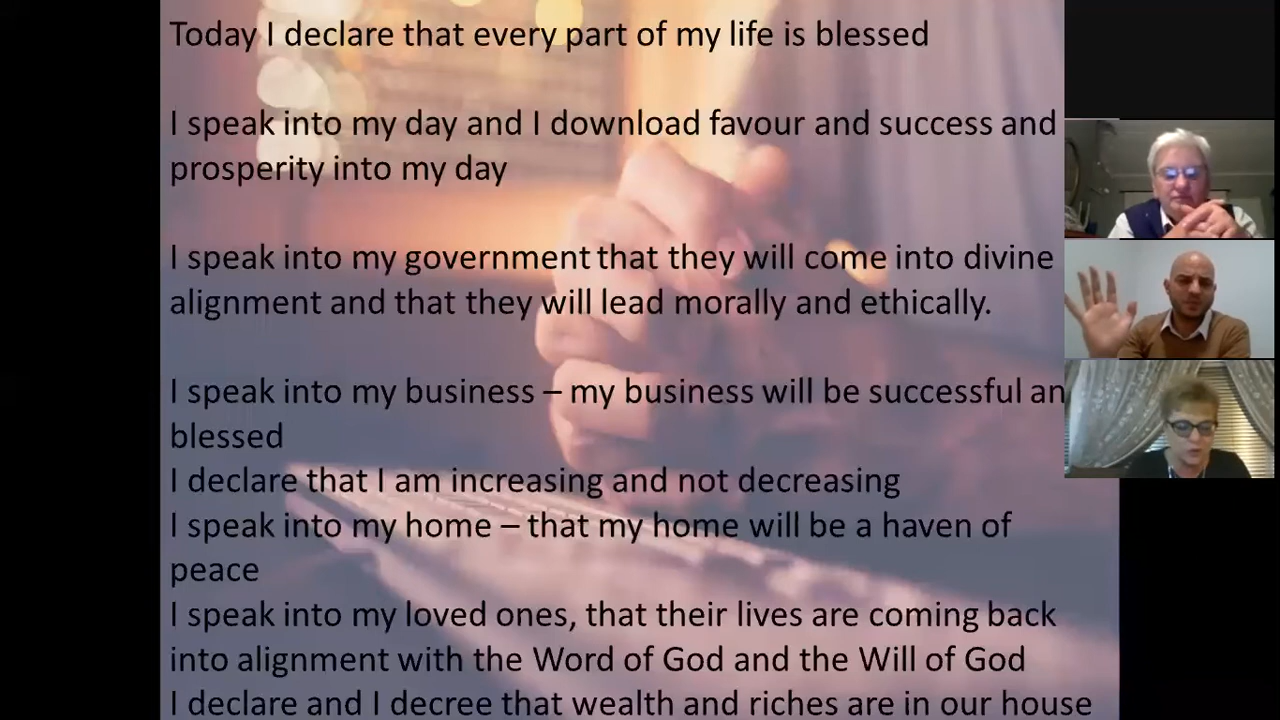 Today I declare that every part of my life is blessed
I speak into my day and I download favour and success and
prosperity into my day
I speak into my government that they will come into divine
alignment and that they will lead morally and ethically.
I speak into my business – my business will be successful an
blessed
I declare that I am increasing and not decreasing
I speak into my home – that my home will be a haven of
peace
I speak into my loved ones, that their lives are coming back
into alignment with the Word of God and the Will of God
I declare and I decree that wealth and riches are in our house